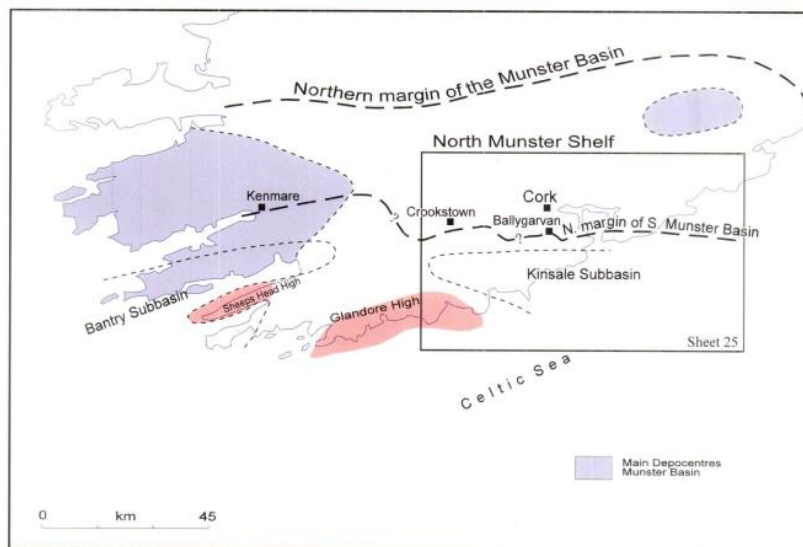 Northern margin of the Munster Basin
North Munster Shelf
Kenmare
Crookstown
Cork
Ballygarvan
?
?
N. margin of S. Munster Basin
Kinsale Subbasin
Bantry Subbasin
Sheeps Head High
Glandore High
Sheet 25
Celtic Sea
Main Depocentres
Munster Basin
0 km 45